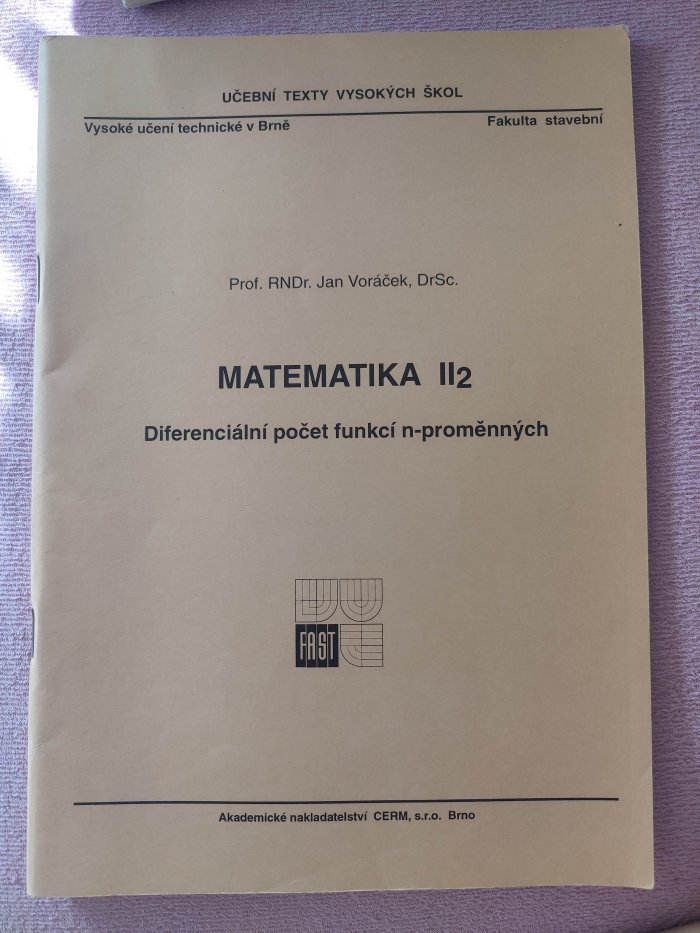 UČEBNÍ TEXTY VYSOKÝCH ŠKOL
Vysoké učení technické v Brně Fakulta stavební
Prof. RNDr. Jan Voráček, DrSc.
MATEMATIKA II2
Diferenciální počet funkcí n-proměnných
VUT
FAST
Akademické nakladatelství CERM, s.r.o. Brno